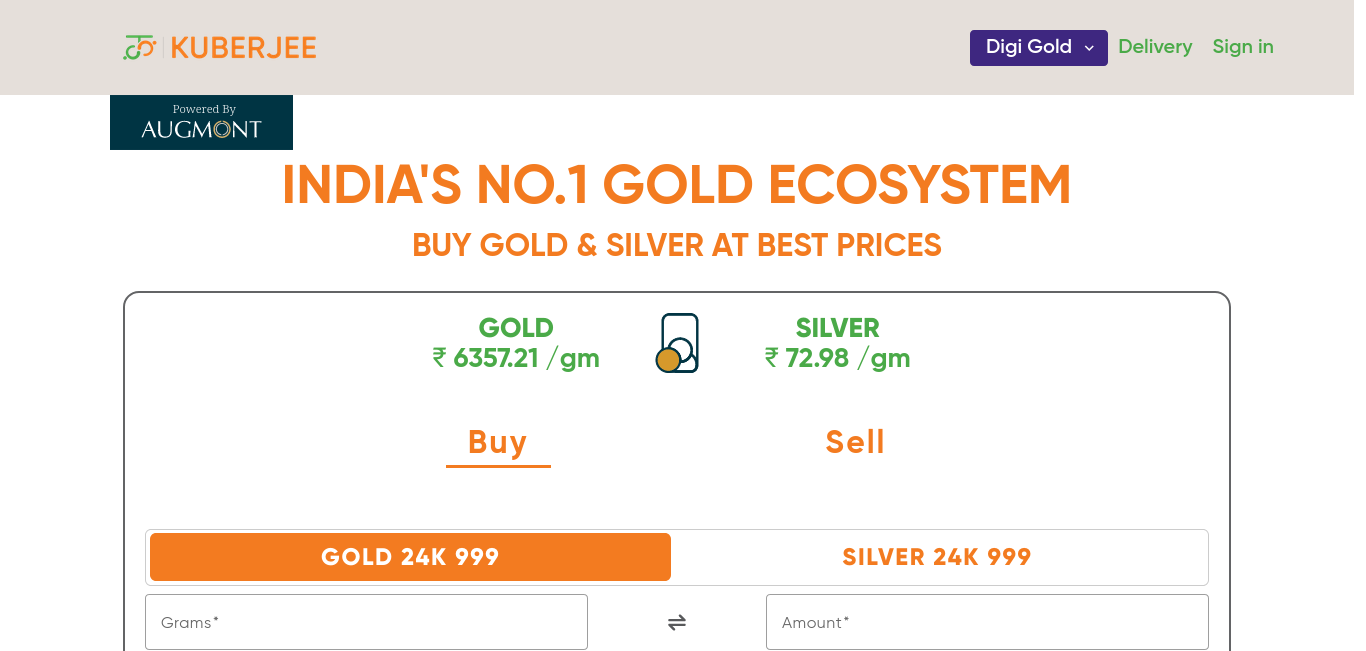 KUBERJEE
Digi Gold
Delivery
Sign in
Powered By
AUGMONT
INDIA'S NO.1 GOLD ECOSYSTEM
BUY GOLD & SILVER AT BEST PRICES
GOLD
₹ 6357.21 /gm
SILVER
₹ 72.98 /gm
Buy
Sell
GOLD 24K 999
SILVER 24K 999
Grams*
Amount*